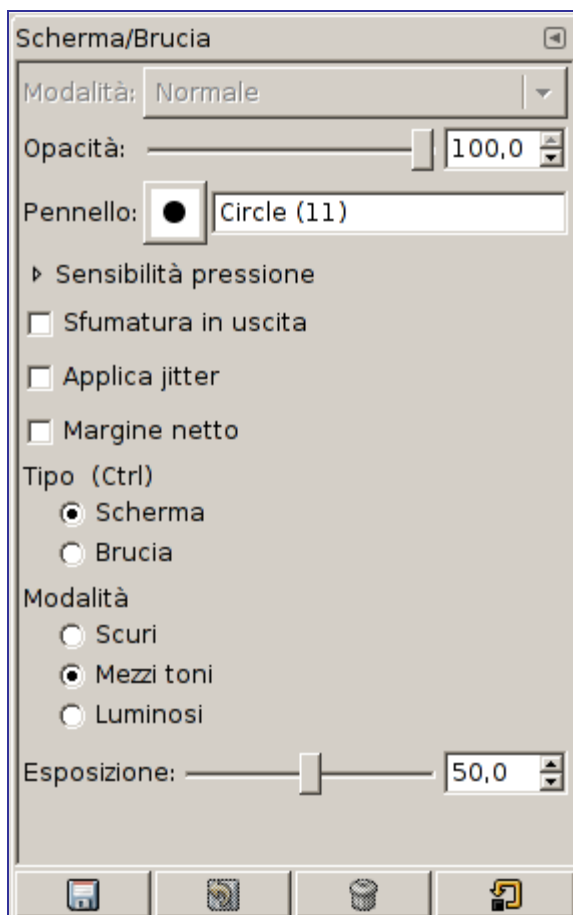 Scherma/Brucia
Modalità: Normale
Opacità: 100,0
Pennello: Circle (11)
Sensibilità pressione
Sfumatura in uscita
Applica jitter
Margine netto
Tipo (Ctrl)
Scherma
Brucia
Modalità
Scuri
Mezzi toni
Luminosi
Esposizione: 50,0